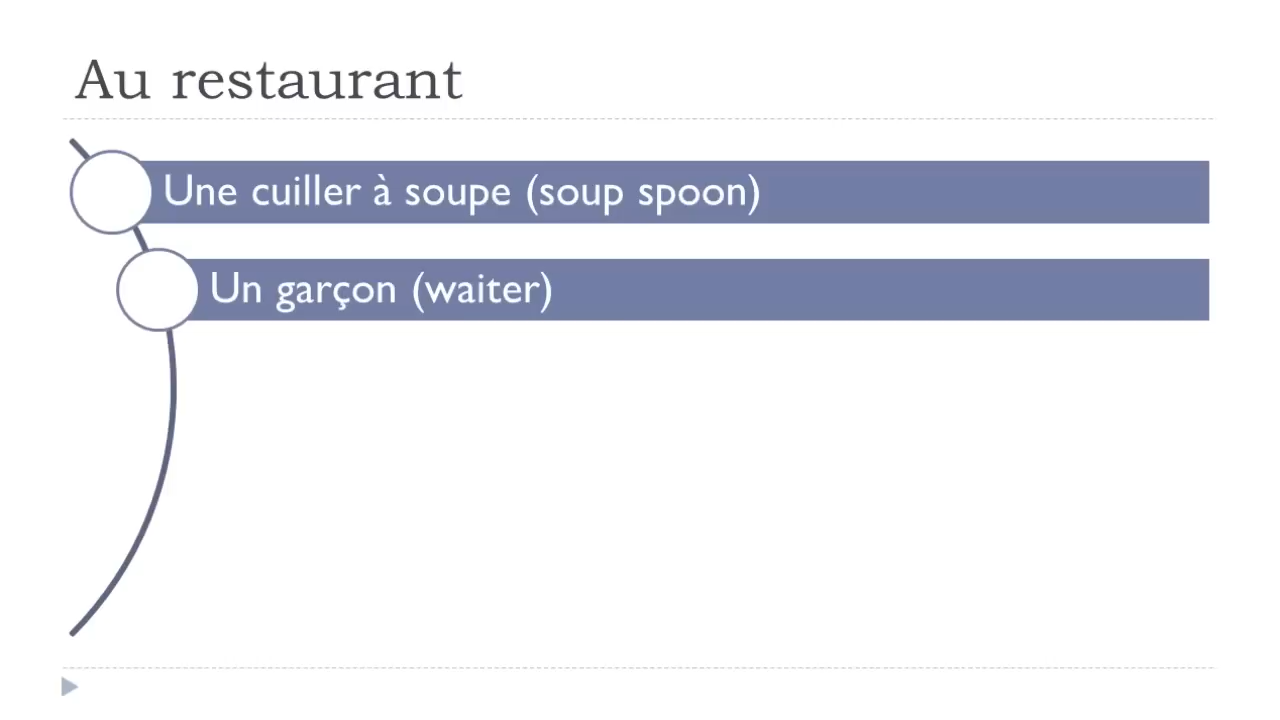 Au restaurant
Une cuiller à soupe (soup spoon)
Un garçon (waiter)